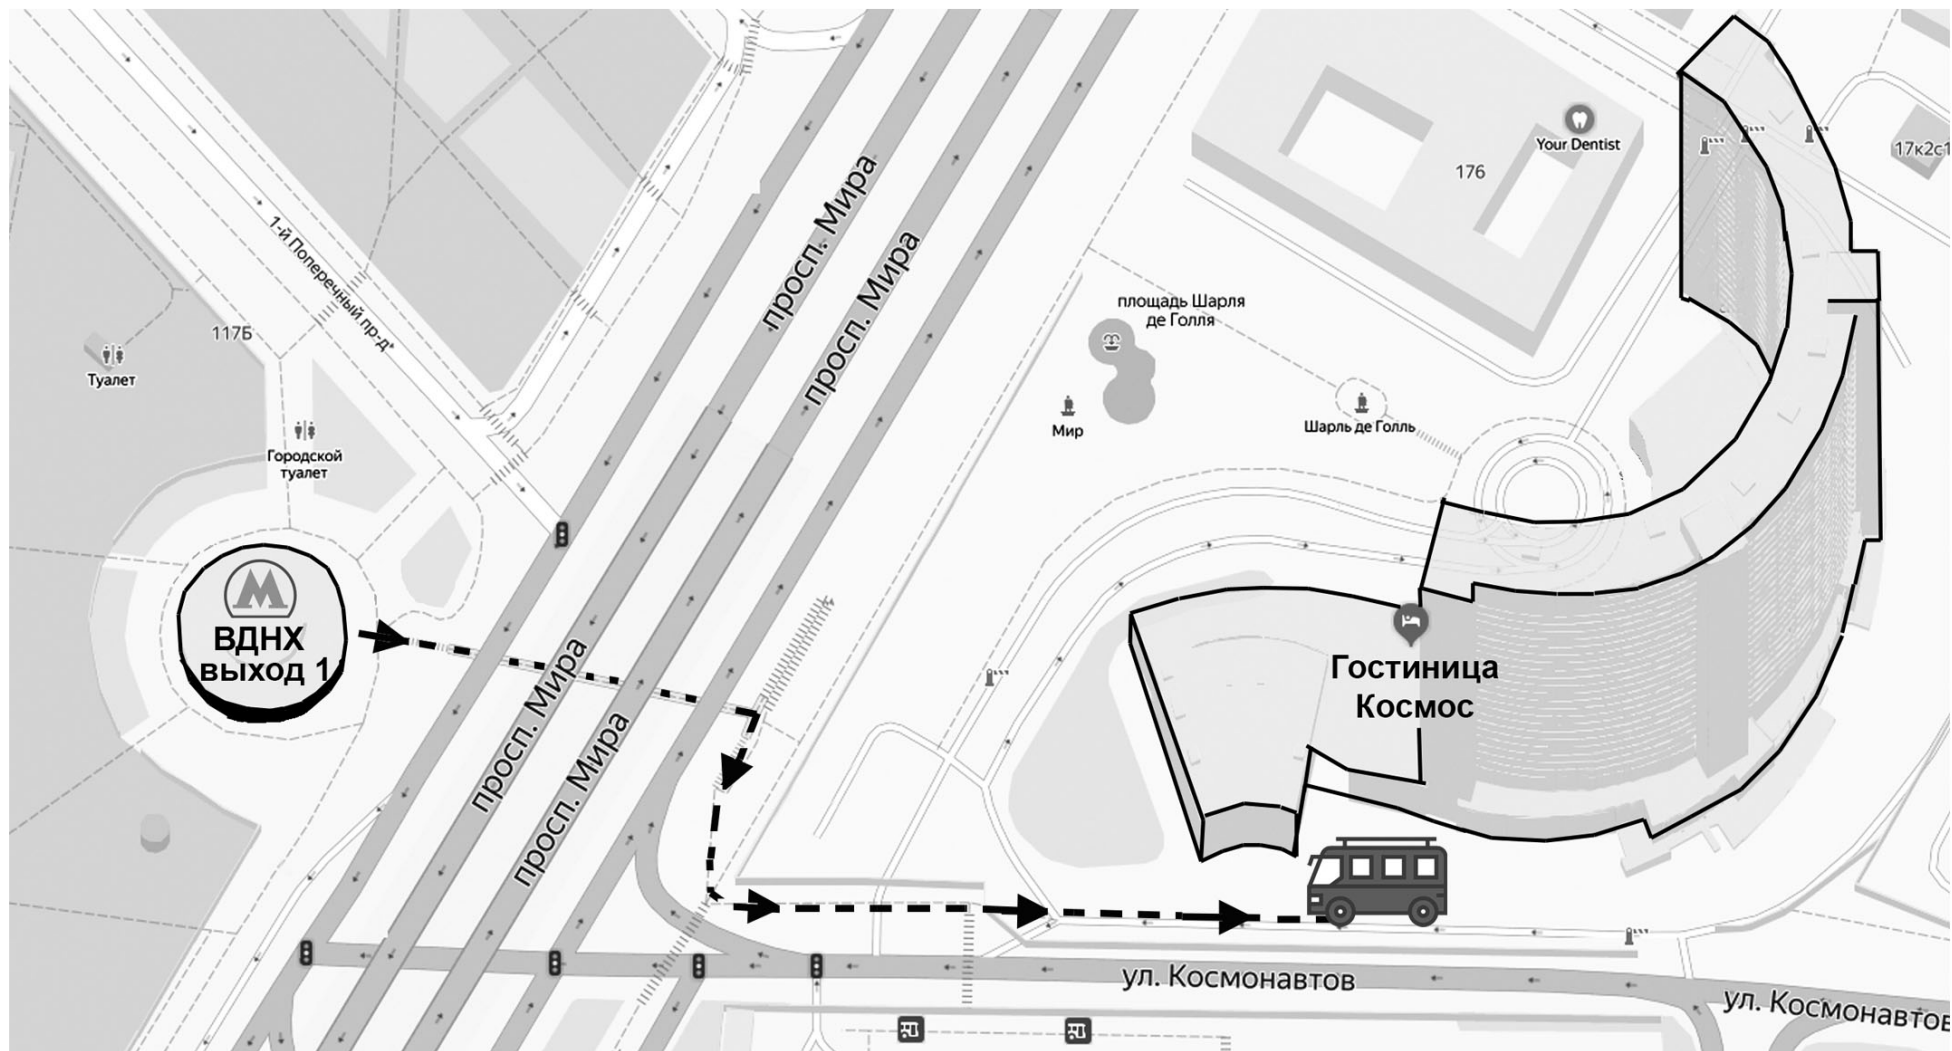 Your Dentist
176
17к2с1
1-й Поперечный пр-д
просп. Мира
просп. Мира
площадь Шарля
де Голля
117Б
Туалет
Мир
Шарль де Голль
Городской
туалет
М
ВДНХ
выход 1
просп. Мира
просп. Мира
Гостиница
Космос
ул. Космонавтов
ул. Космонавтов